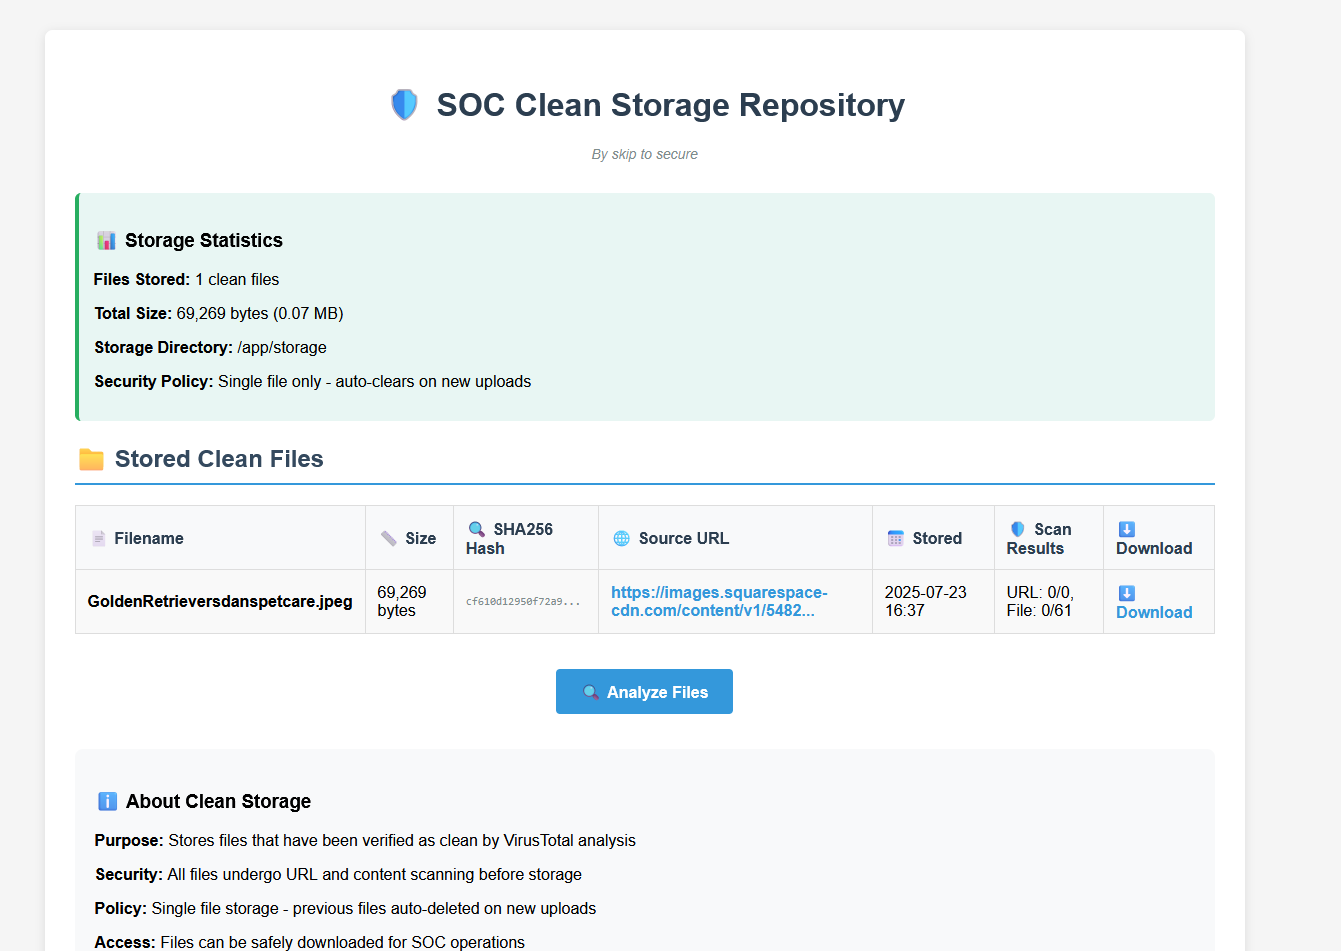 SOC Clean Storage Repository
By skip to secure
Storage Statistics
Files Stored: 1 clean files
Total Size: 69,269 bytes (0.07 MB)
Storage Directory: /app/storage
Security Policy: Single file only - auto-clears on new uploads
Stored Clean Files
Filename
Size
SHA256
Hash
Source URL
Stored
Scan
Results
Download
GoldenRetrieversdanspetcare.jpeg
69,269
bytes
cf610d12950f72a9...
https://images.squarespace-
cdn.com/content/v1/5482...
2025-07-23
16:37
URL: 0/0,
File: 0/61
Download
Analyze Files
About Clean Storage
Purpose: Stores files that have been verified as clean by VirusTotal analysis
Security: All files undergo URL and content scanning before storage
Policy: Single file storage - previous files auto-deleted on new uploads
Access: Files can be safely downloaded for SOC operations